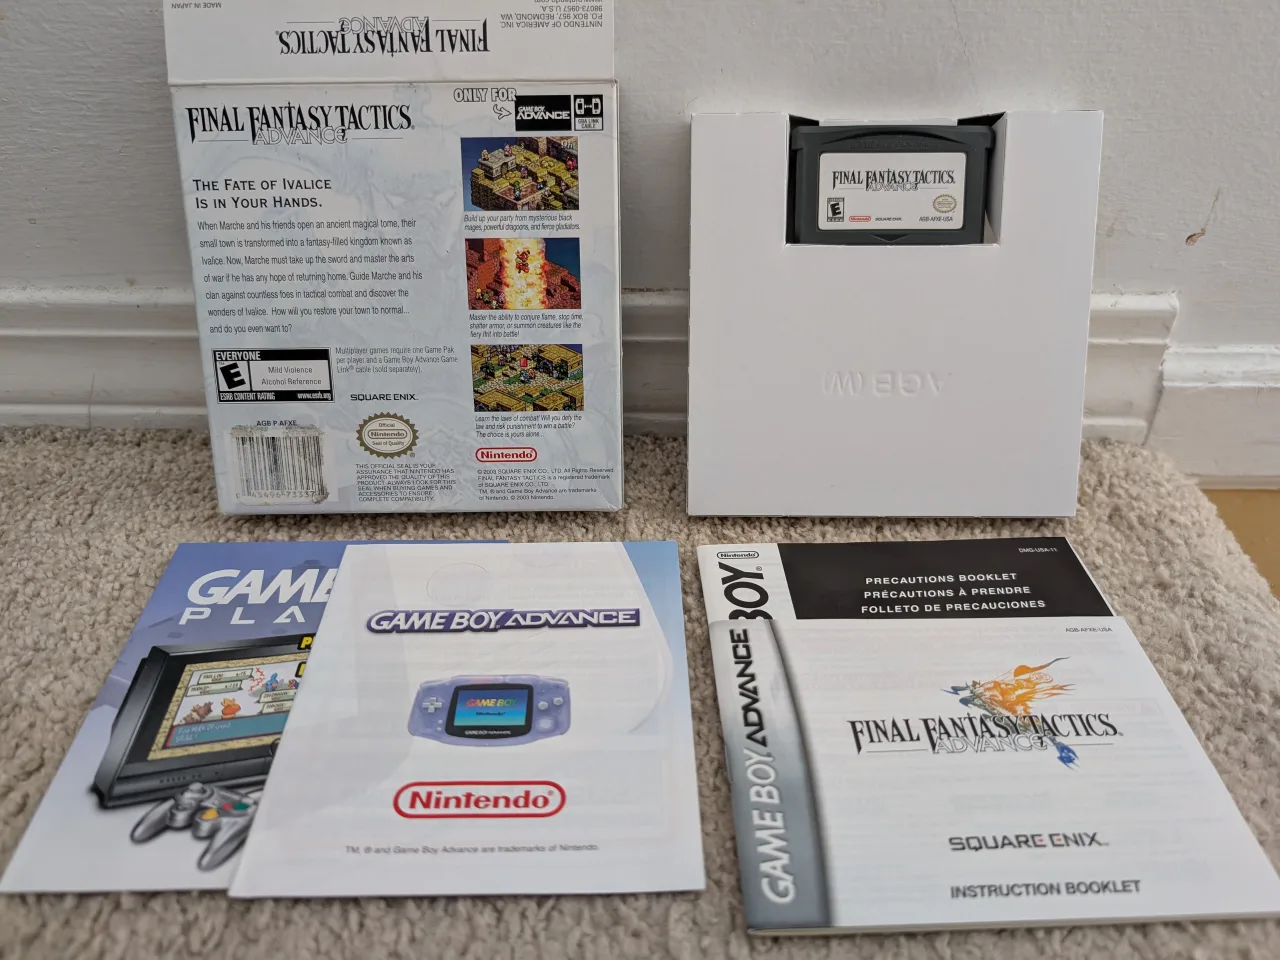 MADE IN JAPAN
NINTENDO OF AMERICA INC.
P.O. BOX 957, REDMOND, WA
98073-0957 U.S.A.
FINAL FANTASY TACTICS
ADVANCE
FINAL FANTASY TACTICS®
ADVANCE
ONLY FOR
GAME BOY ADVANCE
GBA LINK CABLE
THE FATE OF IVALICE
IS IN YOUR HANDS.
When Marche and his friends open an ancient magical tome, their
small town is transformed into a fantasy-filled kingdom known as
Ivalice. Now, Marche must take up the sword and master the arts
of war if he has any hope of returning home. Guide Marche and his
clan against countless foes in tactical combat and discover the
wonders of Ivalice. How will you restore your town to normal...
and do you even want to?
Build up your party from mysterious black
mages, powerful dragoons, and fierce gladiators.
Master the ability to conjure flame, stop time,
shatter armor, or summon creatures like the
fiery Ifrit into battle!
Learn the laws of combat! Will you defy the
law and risk punishment to win a battle?
The choice is yours alone...
EVERYONE
E
Mild Violence
Alcohol Reference
ESRB CONTENT RATING www.esrb.org
Multiplayer games require one Game Pak
per player and a Game Boy Advance Game
Link® cable (sold separately).
SQUARE ENIX.
AGB P AFXE
Official
Nintendo
Seal of Quality
THIS OFFICIAL SEAL IS YOUR
ASSURANCE THAT NINTENDO HAS
APPROVED THE QUALITY OF THIS
PRODUCT. ALWAYS LOOK FOR THIS
SEAL WHEN BUYING GAMES AND
ACCESSORIES TO ENSURE
COMPLETE COMPATIBILITY.
Nintendo
© 2003 SQUARE ENIX CO., LTD. All Rights Reserved.
FINAL FANTASY TACTICS is a registered trademark
of SQUARE ENIX CO., LTD.
TM, ® and Game Boy Advance are trademarks
of Nintendo. © 2003 Nintendo.
FINAL FANTASY TACTICS.
ADVANCE
E
Nintendo
SQUARE ENIX
AGB-AFXE-USA
AGB (W)
GAME
PLA
GAME BOY ADVANCE
GAME BOY
Nintendo
GAME BOY ADVANCE
Nintendo®
TM, ® and Game Boy Advance are trademarks of Nintendo.
Nintendo
BOY®
DMG-USA-11
PRECAUTIONS BOOKLET
PRÉCAUTIONS À PRENDRE
FOLLETO DE PRECAUCIONES
GAME BOY ADVANCE
AGB-AFXE-USA
FINAL FANTASY TACTICS®
ADVANCE
SQUARE ENIX™
INSTRUCTION BOOKLET